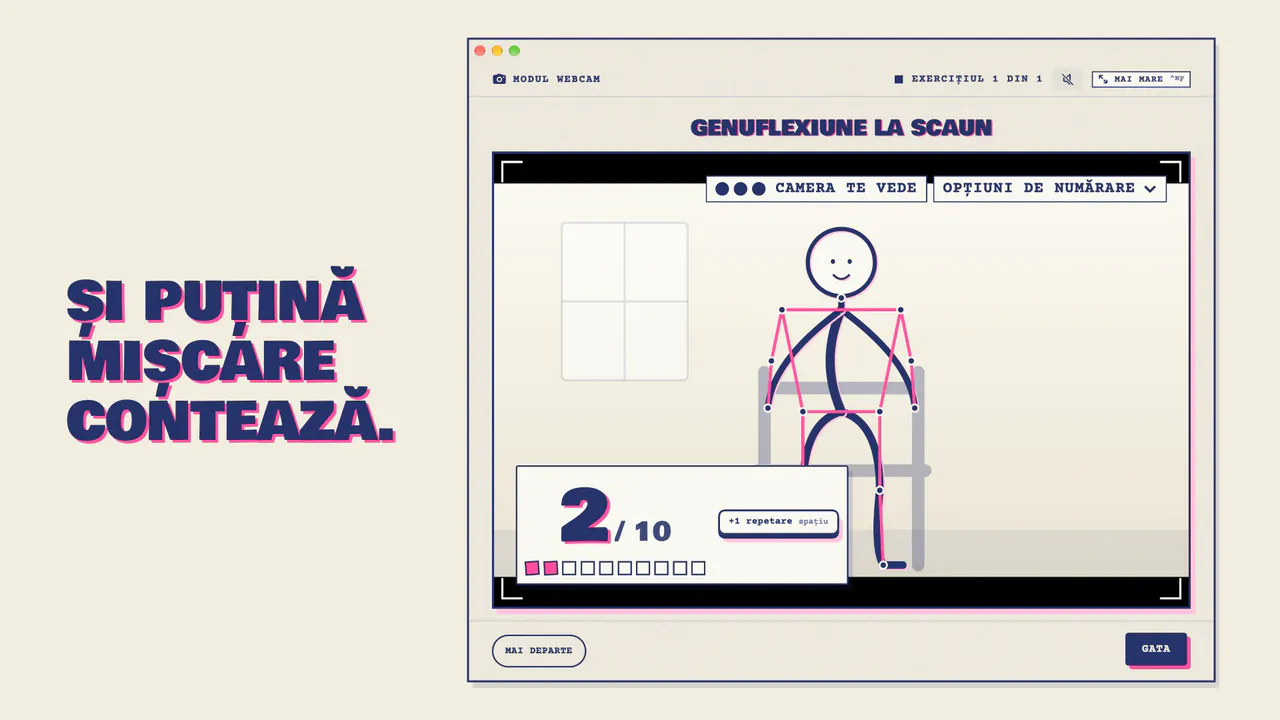 ȘI PUȚINĂ
MIȘCARE
CONTEAZĂ.
MODUL WEBCAM
EXERCIȚIUL 1 DIN 1
MAI MARE
GENUFLEXIUNE LA SCAUN
CAMERA TE VEDE
OPȚIUNI DE NUMĂRARE
2 / 10
+1 repetare spațiu
MAI DEPARTE
GATA